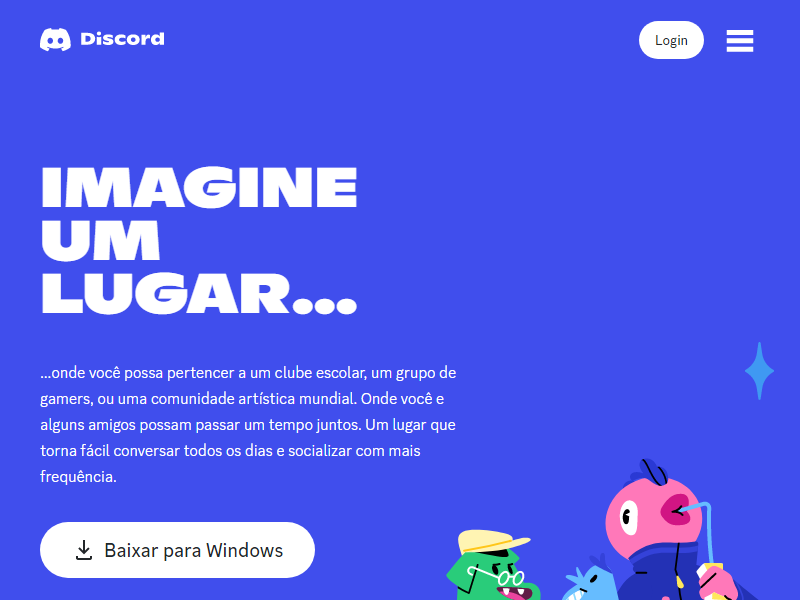 Discord
Login
IMAGINE
UM
LUGAR...
...onde você possa pertencer a um clube escolar, um grupo de
gamers, ou uma comunidade artística mundial. Onde você e
alguns amigos possam passar um tempo juntos. Um lugar que
torna fácil conversar todos os dias e socializar com mais
frequência.
Baixar para Windows